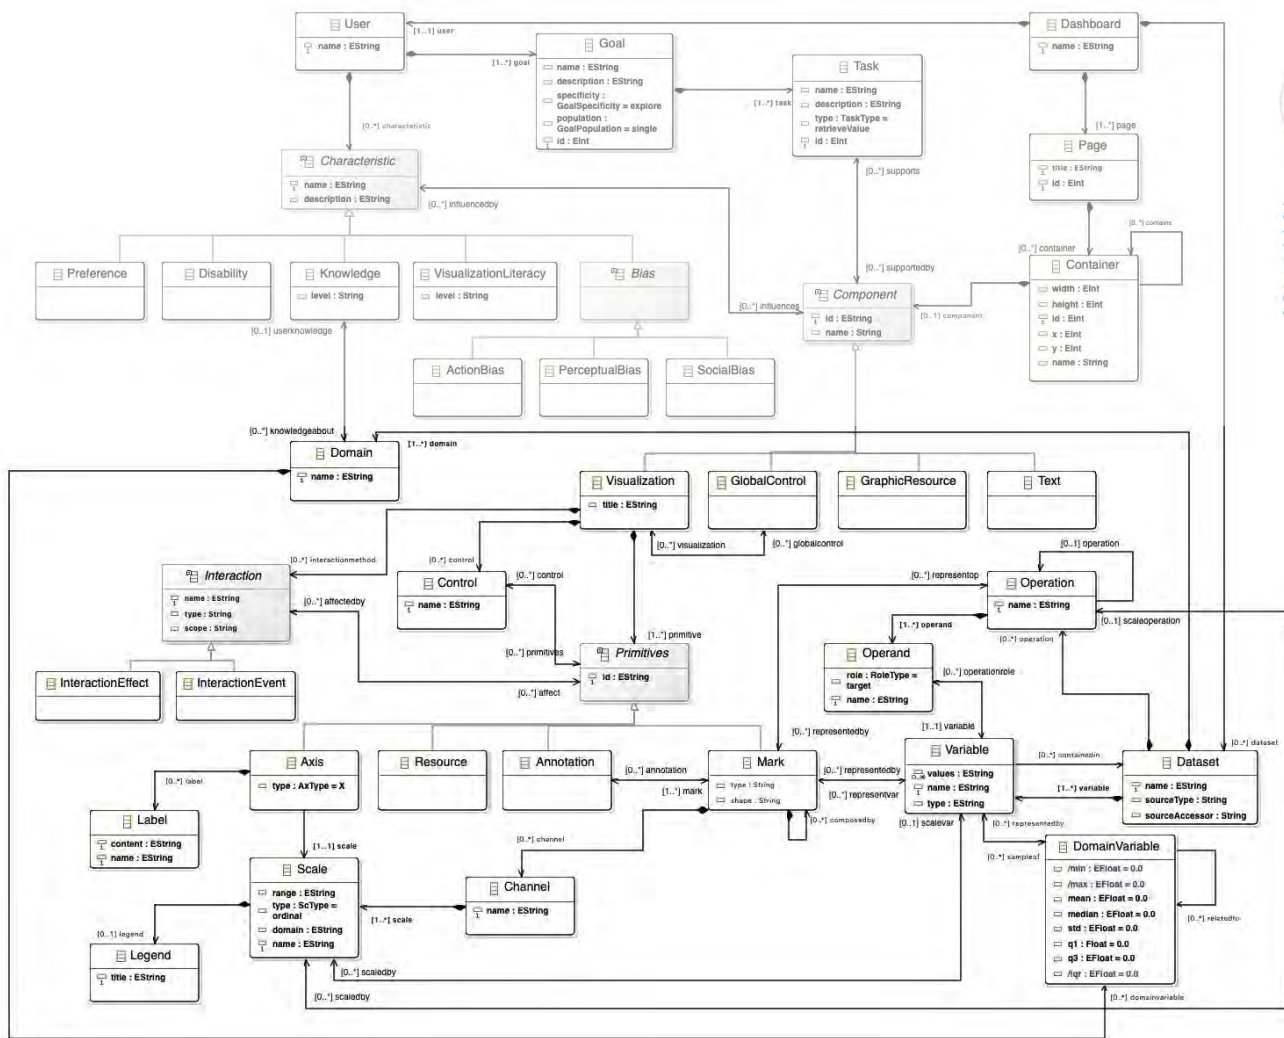 User
name : EString
[1..1] user
Dashboard
name : EString
Goal
name : EString
description : EString
specificity :
GoalSpecificity = explore
population :
GoalPopulation = single
id : EInt
[1..*] goal
Task
name : EString
description : EString
type : TaskType =
retrieveValue
id : EInt
[1..*] task
[0..*] characteristic
[1..*] page
Page
title : EString
id : EInt
Characteristic
name : EString
description : EString
[0..*] influencedby
[0..*] supports
[0..*] contains
[0..*] container
Container
width : EInt
height : EInt
id : EInt
x : EInt
y : EInt
name : String
Preference
Disability
Knowledge
level : String
VisualizationLiteracy
level : String
Bias
[0..*] supportedby
Component
id : EString
name : String
[0..*] influences
[0..1] component
[0..1] userknowledge
ActionBias
PerceptualBias
SocialBias
[0..*] knowledgeabout
[1..*] domain
Domain
name : EString
Visualization
title : EString
GlobalControl
GraphicResource
Text
[0..*] interactionmethod
[0..*] control
[0..*] visualization
[0..*] globalcontrol
[0..1] operation
Interaction
name : EString
type : String
scope : String
[0..*] affectedby
Control
name : EString
[0..*] control
[0..*] representop
Operation
name : EString
[0..1] scaleoperation
[1..*] operand
[0..*] operation
[1..*] primitive
[0..*] primitives
Primitives
id : EString
[0..*] affect
Operand
role : RoleType =
target
name : EString
[0..*] operationrole
InteractionEffect
InteractionEvent
[0..*] representedby
[1..1] variable
[0..*] dataset
Axis
type : AxType = X
Resource
Annotation
[0..*] annotation
[1..*] mark
Mark
type : String
shape : String
[0..*] representedby
[0..*] representvar
Variable
values : EString
name : EString
type : EString
[0..*] containedin
[1..*] variable
Dataset
name : EString
sourceType : String
sourceAccessor : String
[0..*] label
Label
content : EString
name : EString
[0..*] composedby
[0..1] scalevar
[0..*] representedby
[0..*] channel
[1..1] scale
[0..*] sampleof
DomainVariable
/min : EFloat = 0.0
/max : EFloat = 0.0
mean : EFloat = 0.0
median : EFloat = 0.0
std : EFloat = 0.0
q1 : Float = 0.0
q3 : EFloat = 0.0
/iqr : EFloat = 0.0
[0..*] relatedto
Scale
range : EString
type : ScType =
ordinal
domain : EString
name : EString
Channel
name : EString
[1..*] scale
[0..1] legend
Legend
title : EString
[0..*] scaledby
[0..*] scaledby
[0..*] domainvariable